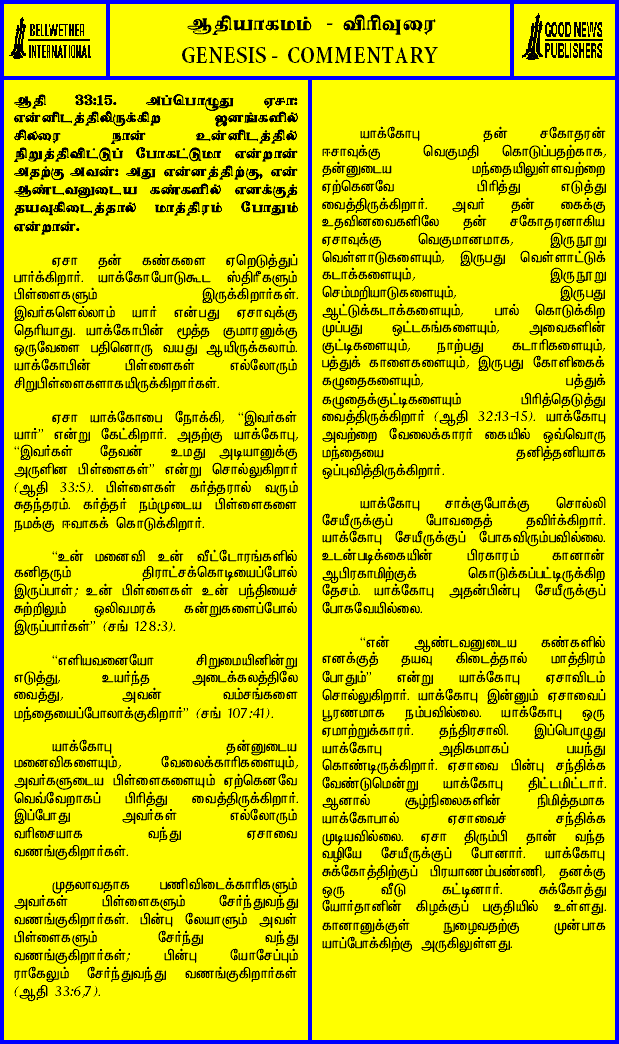 BELLWETHER
INTERNATIONAL
ஆதியாகமம் - விரிவுரை
GENESIS - COMMENTARY
GOOD NEWS
PUBLISHERS
ஆதி 33:15. அப்பொழுது ஏசா:
என்னிடத்திலிருக்கிற ஜனங்களில்
சிலரை நான் உன்னிடத்தில்
நிறுத்திவிட்டுப் போகட்டுமா என்றான்
அதற்கு அவன்: அது என்னத்திற்கு, என்
ஆண்டவனுடைய கண்களில் எனக்குத்
தயவுகிடைத்தால் மாத்திரம் போதும்
என்றான்.
ஏசா தன் கண்களை ஏறெடுத்துப்
பார்க்கிறார். யாக்கோபோடுகூட ஸ்திரீகளும்
பிள்ளைகளும் இருக்கிறார்கள்.
இவர்களெல்லாம் யார் என்பது ஏசாவுக்கு
தெரியாது. யாக்கோபின் மூத்த குமாரனுக்கு
ஒருவேளை பதினொரு வயது ஆயிருக்கலாம்.
யாக்கோபின் பிள்ளைகள் எல்லோரும்
சிறுபிள்ளைகளாகயிருக்கிறார்கள்.
ஏசா யாக்கோபை நோக்கி, “இவர்கள்
யார்” என்று கேட்கிறார். அதற்கு யாக்கோபு,
“இவர்கள் தேவன் உமது அடியானுக்கு
அருளின பிள்ளைகள்” என்று சொல்லுகிறார்
(ஆதி 33:5). பிள்ளைகள் கர்த்தரால் வரும்
சுதந்தரம். கர்த்தர் நம்முடைய பிள்ளைகளை
நமக்கு ஈவாகக் கொடுக்கிறார்.
“உன் மனைவி உன் வீட்டோரங்களில்
கனிதரும் திராட்சக்கொடியைப்போல்
இருப்பாள்; உன் பிள்ளைகள் உன் பந்தியைச்
சுற்றிலும் ஒலிவமரக் கன்றுகளைப்போல்
இருப்பார்கள்” (சங் 128:3).
“எளியவனையோ சிறுமையினின்று
எடுத்து, உயர்ந்த அடைக்கலத்திலே
வைத்து, அவன் வம்சங்களை
மந்தையைப்போலாக்குகிறார்” (சங் 107:41).
யாக்கோபு தன்னுடைய
மனைவிகளையும், வேலைக்காரிகளையும்,
அவர்களுடைய பிள்ளைகளையும் ஏற்கெனவே
வெவ்வேறாகப் பிரித்து வைத்திருக்கிறார்.
இப்போது அவர்கள் எல்லோரும்
வரிசையாக வந்து ஏசாவை
வணங்குகிறார்கள்.
முதலாவதாக பணிவிடைக்காரிகளும்
அவர்கள் பிள்ளைகளும் சேர்ந்துவந்து
வணங்குகிறார்கள். பின்பு லேயாளும் அவள்
பிள்ளைகளும் சேர்ந்து வந்து
வணங்குகிறார்கள்; பின்பு யோசேப்பும்
ராகேலும் சேர்ந்துவந்து வணங்குகிறார்கள்
(ஆதி 33:6,7).
யாக்கோபு தன் சகோதரன்
ஈசாவுக்கு வெகுமதி கொடுப்பதற்காக,
தன்னுடைய மந்தையிலுள்ளவற்றை
ஏற்கெனவே பிரித்து எடுத்து
வைத்திருக்கிறார். அவர் தன் கைக்கு
உதவினவைகளிலே தன் சகோதரனாகிய
ஏசாவுக்கு வெகுமானமாக, இருநூறு
வெள்ளாடுகளையும், இருபது வெள்ளாட்டுக்
கடாக்களையும், இருநூறு
செம்மறியாடுகளையும், இருபது
ஆட்டுக்கடாக்களையும், பால் கொடுக்கிற
முப்பது ஒட்டகங்களையும், அவைகளின்
குட்டிகளையும், நாற்பது கடாரிகளையும்,
பத்துக் காளைகளையும், இருபது கோளிகைக்
கழுதைகளையும், பத்துக்
கழுதைக்குட்டிகளையும் பிரித்தெடுத்து
வைத்திருக்கிறார் (ஆதி 32:13-15). யாக்கோபு
அவற்றை வேலைக்காரர் கையில் ஒவ்வொரு
மந்தையை தனித்தனியாக
ஒப்புவித்திருக்கிறார்.
யாக்கோபு சாக்குபோக்கு சொல்லி
சேயீருக்குப் போவதைத் தவிர்க்கிறார்.
யாக்கோபு சேயீருக்குப் போகவிரும்பவில்லை.
உடன்படிக்கையின் பிரகாரம் கானான்
ஆபிரகாமிற்குக் கொடுக்கப்பட்டிருக்கிற
தேசம். யாக்கோபு அதன்பின்பு சேயீருக்குப்
போகவேயில்லை.
“என் ஆண்டவனுடைய கண்களில்
எனக்குத் தயவு கிடைத்தால் மாத்திரம்
போதும்” என்று யாக்கோபு ஏசாவிடம்
சொல்லுகிறார். யாக்கோபு இன்னும் ஏசாவைப்
பூரணமாக நம்பவில்லை. யாக்கோபு ஒரு
ஏமாற்றுக்காரர். தந்திரசாலி. இப்பொழுது
யாக்கோபு அதிகமாகப் பயந்து
கொண்டிருக்கிறார். ஏசாவை பின்பு சந்திக்க
வேண்டுமென்று யாக்கோபு திட்டமிட்டார்.
ஆனால் சூழ்நிலைகளின் நிமித்தமாக
யாக்கோபால் ஏசாவைச் சந்திக்க
முடியவில்லை. ஏசா திரும்பி தான் வந்த
வழியே சேயீருக்குப் போனார். யாக்கோபு
சுக்கோத்திற்குப் பிரயாணம்பண்ணி, தனக்கு
ஒரு வீடு கட்டினார். சுக்கோத்து
யோர்தானின் கிழக்குப் பகுதியில் உள்ளது.
கானானுக்குள் நுழைவதற்கு முன்பாக
யாப்போக்கிற்கு அருகிலுள்ளது.